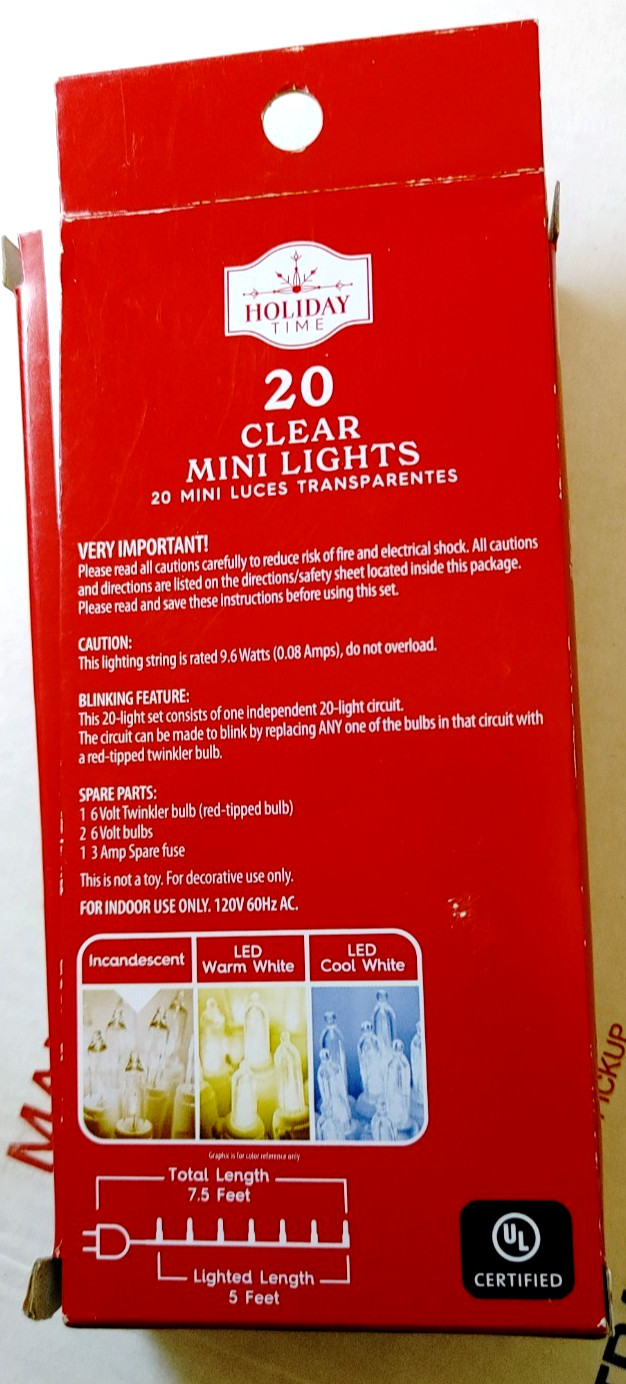 HOLIDAY
TIME
20
CLEAR
MINI LIGHTS
20 MINI LUCES TRANSPARENTES
VERY IMPORTANT!
Please read all cautions carefully to reduce risk of fire and electrical shock. All cautions
and directions are listed on the directions/safety sheet located inside this package.
Please read and save these instructions before using this set.
CAUTION:
This lighting string is rated 9.6 Watts (0.08 Amps), do not overload.
BLINKING FEATURE:
This 20-light set consists of one independent 20-light circuit.
The circuit can be made to blink by replacing ANY one of the bulbs in that circuit with
a red-tipped twinkler bulb.
SPARE PARTS:
1 6 Volt Twinkler bulb (red-tipped bulb)
2 6 Volt bulbs
1 3 Amp Spare fuse
This is not a toy. For decorative use only.
FOR INDOOR USE ONLY. 120V 60Hz AC.
Incandescent
LED
Warm White
LED
Cool White
Graphic is for color reference only
Total Length
7.5 Feet
Lighted Length
5 Feet
UL
CERTIFIED